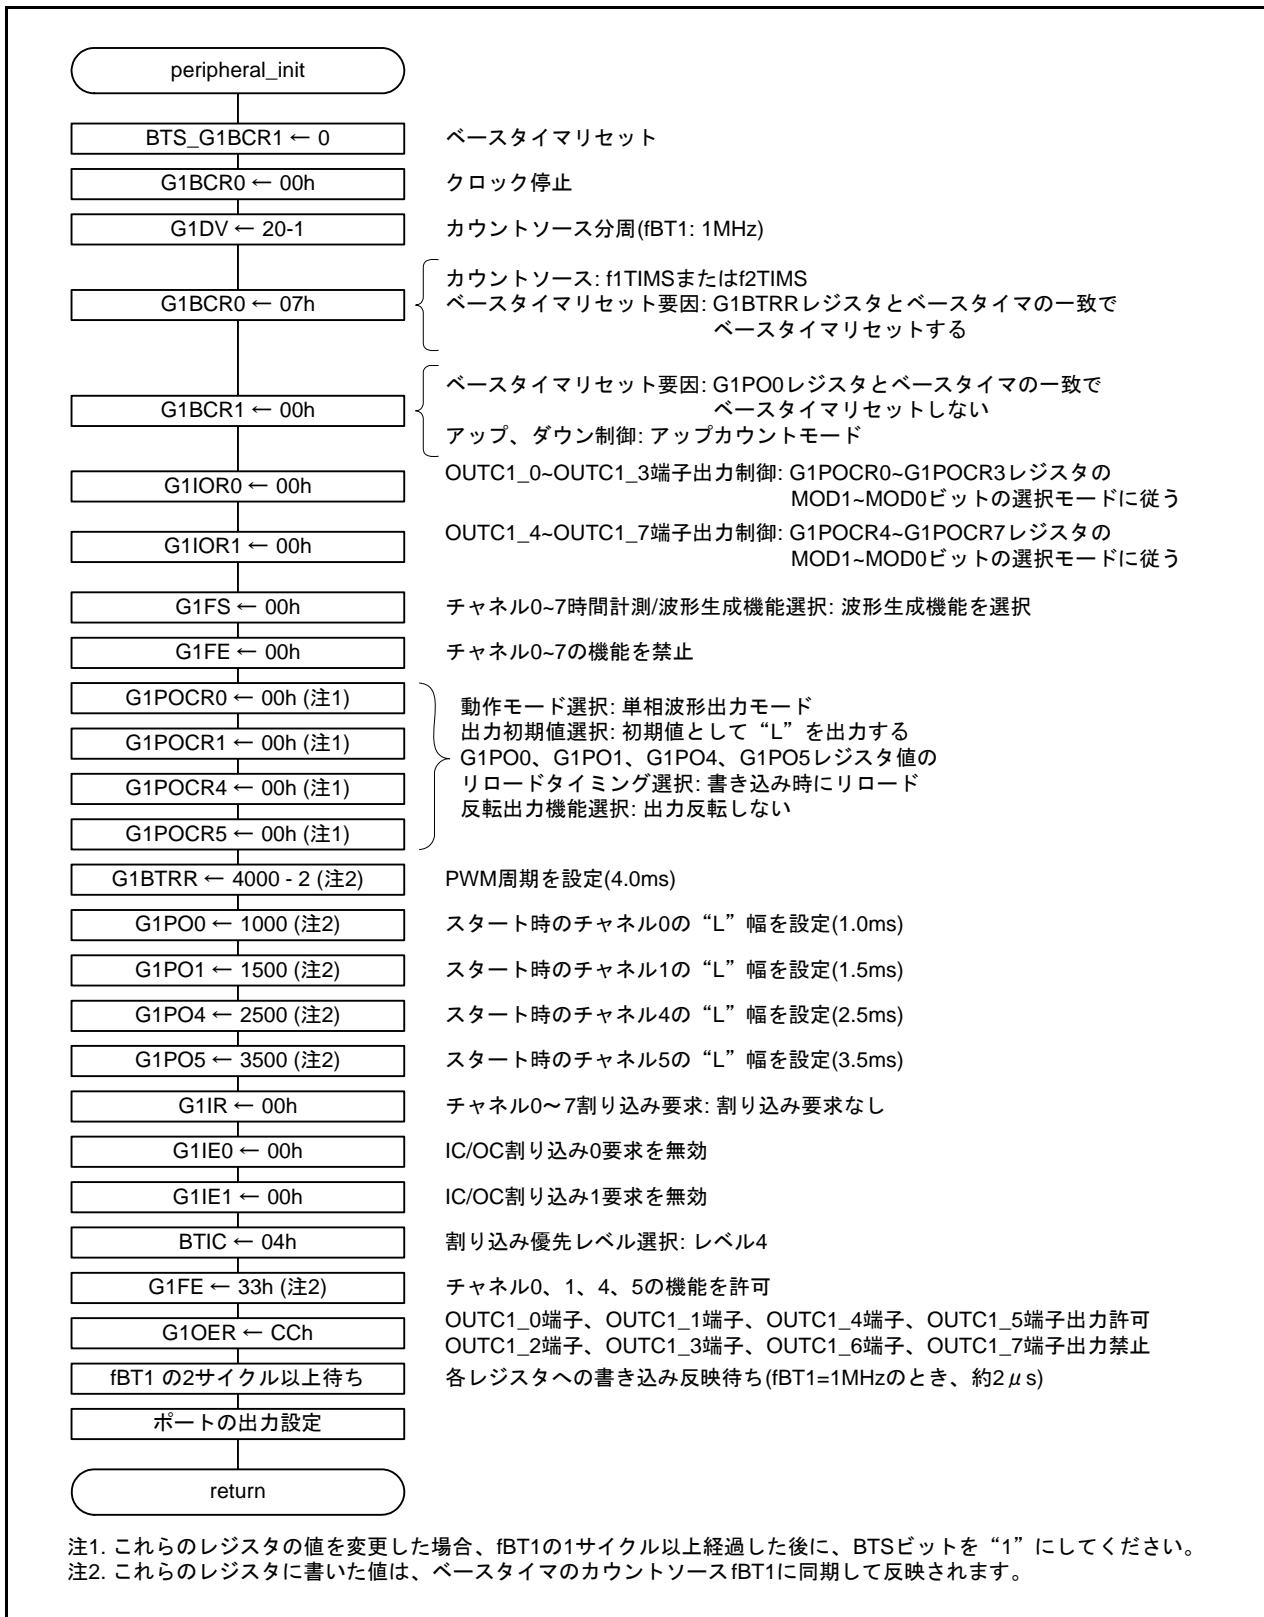 peripheral_init
BTS_G1BCR1 ← 0 ベースタイマリセット
G1BCR0 ← 00h クロック停止
G1DV ← 20-1 カウントソース分周(fBT1: 1MHz)
カウントソース: f1TIMSまたはf2TIMS
G1BCR0 ← 07h ベースタイマリセット要因: G1BTRRレジスタとベースタイマの一致で
ベースタイマリセットする
ベースタイマリセット要因: G1PO0レジスタとベースタイマの一致で
G1BCR1 ← 00h ベースタイマリセットしない
アップ、ダウン制御: アップカウントモード
G1IOR0 ← 00h OUTC1_0~OUTC1_3端子出力制御: G1POCR0~G1POCR3レジスタの
MOD1~MOD0ビットの選択モードに従う
G1IOR1 ← 00h OUTC1_4~OUTC1_7端子出力制御: G1POCR4~G1POCR7レジスタの
MOD1~MOD0ビットの選択モードに従う
G1FS ← 00h チャネル0~7時間計測/波形生成機能選択: 波形生成機能を選択
G1FE ← 00h チャネル0~7の機能を禁止
G1POCR0 ← 00h (注1)
G1POCR1 ← 00h (注1)
G1POCR4 ← 00h (注1)
G1POCR5 ← 00h (注1)
動作モード選択: 単相波形出力モード
出力初期値選択: 初期値として“L”を出力する
G1PO0、G1PO1、G1PO4、G1PO5レジスタ値の
リロードタイミング選択: 書き込み時にリロード
反転出力機能選択: 出力反転しない
G1BTRR ← 4000 - 2 (注2) PWM周期を設定(4.0ms)
G1PO0 ← 1000 (注2) スタート時のチャネル0の“L”幅を設定(1.0ms)
G1PO1 ← 1500 (注2) スタート時のチャネル1の“L”幅を設定(1.5ms)
G1PO4 ← 2500 (注2) スタート時のチャネル4の“L”幅を設定(2.5ms)
G1PO5 ← 3500 (注2) スタート時のチャネル5の“L”幅を設定(3.5ms)
G1IR ← 00h チャネル0～7割り込み要求: 割り込み要求なし
G1IE0 ← 00h IC/OC割り込み0要求を無効
G1IE1 ← 00h IC/OC割り込み1要求を無効
BTIC ← 04h 割り込み優先レベル選択: レベル4
G1FE ← 33h (注2) チャネル0、1、4、5の機能を許可
G1OER ← CCh OUTC1_0端子、OUTC1_1端子、OUTC1_4端子、OUTC1_5端子出力許可
OUTC1_2端子、OUTC1_3端子、OUTC1_6端子、OUTC1_7端子出力禁止
fBT1 の2サイクル以上待ち 各レジスタへの書き込み反映待ち(fBT1=1MHzのとき、約2μs)
ポートの出力設定
return
注1. これらのレジスタの値を変更した場合、fBT1の1サイクル以上経過した後に、BTSビットを“1”にしてください。
注2. これらのレジスタに書いた値は、ベースタイマのカウントソースfBT1に同期して反映されます。